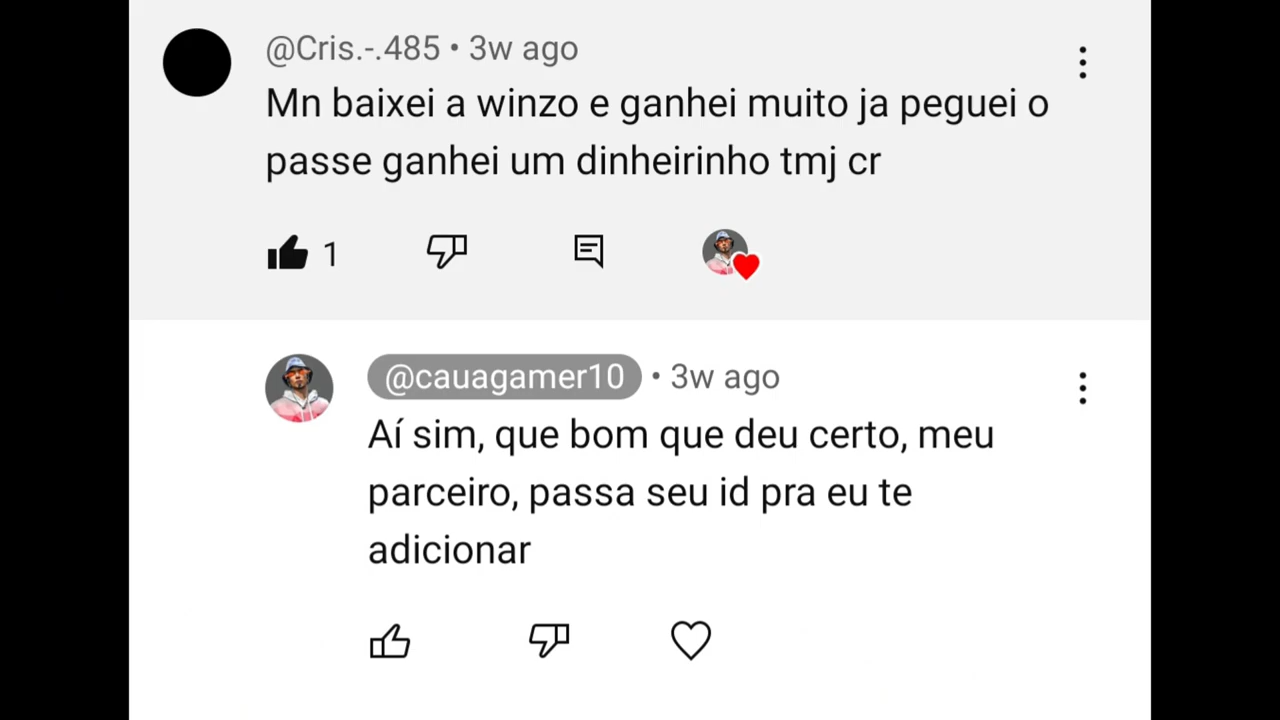 @Cris.-.485 • 3w ago
Mn baixei a winzo e ganhei muito ja peguei o
passe ganhei um dinheirinho tmj cr
1
@cauagamer10 • 3w ago
Aí sim, que bom que deu certo, meu
parceiro, passa seu id pra eu te
adicionar